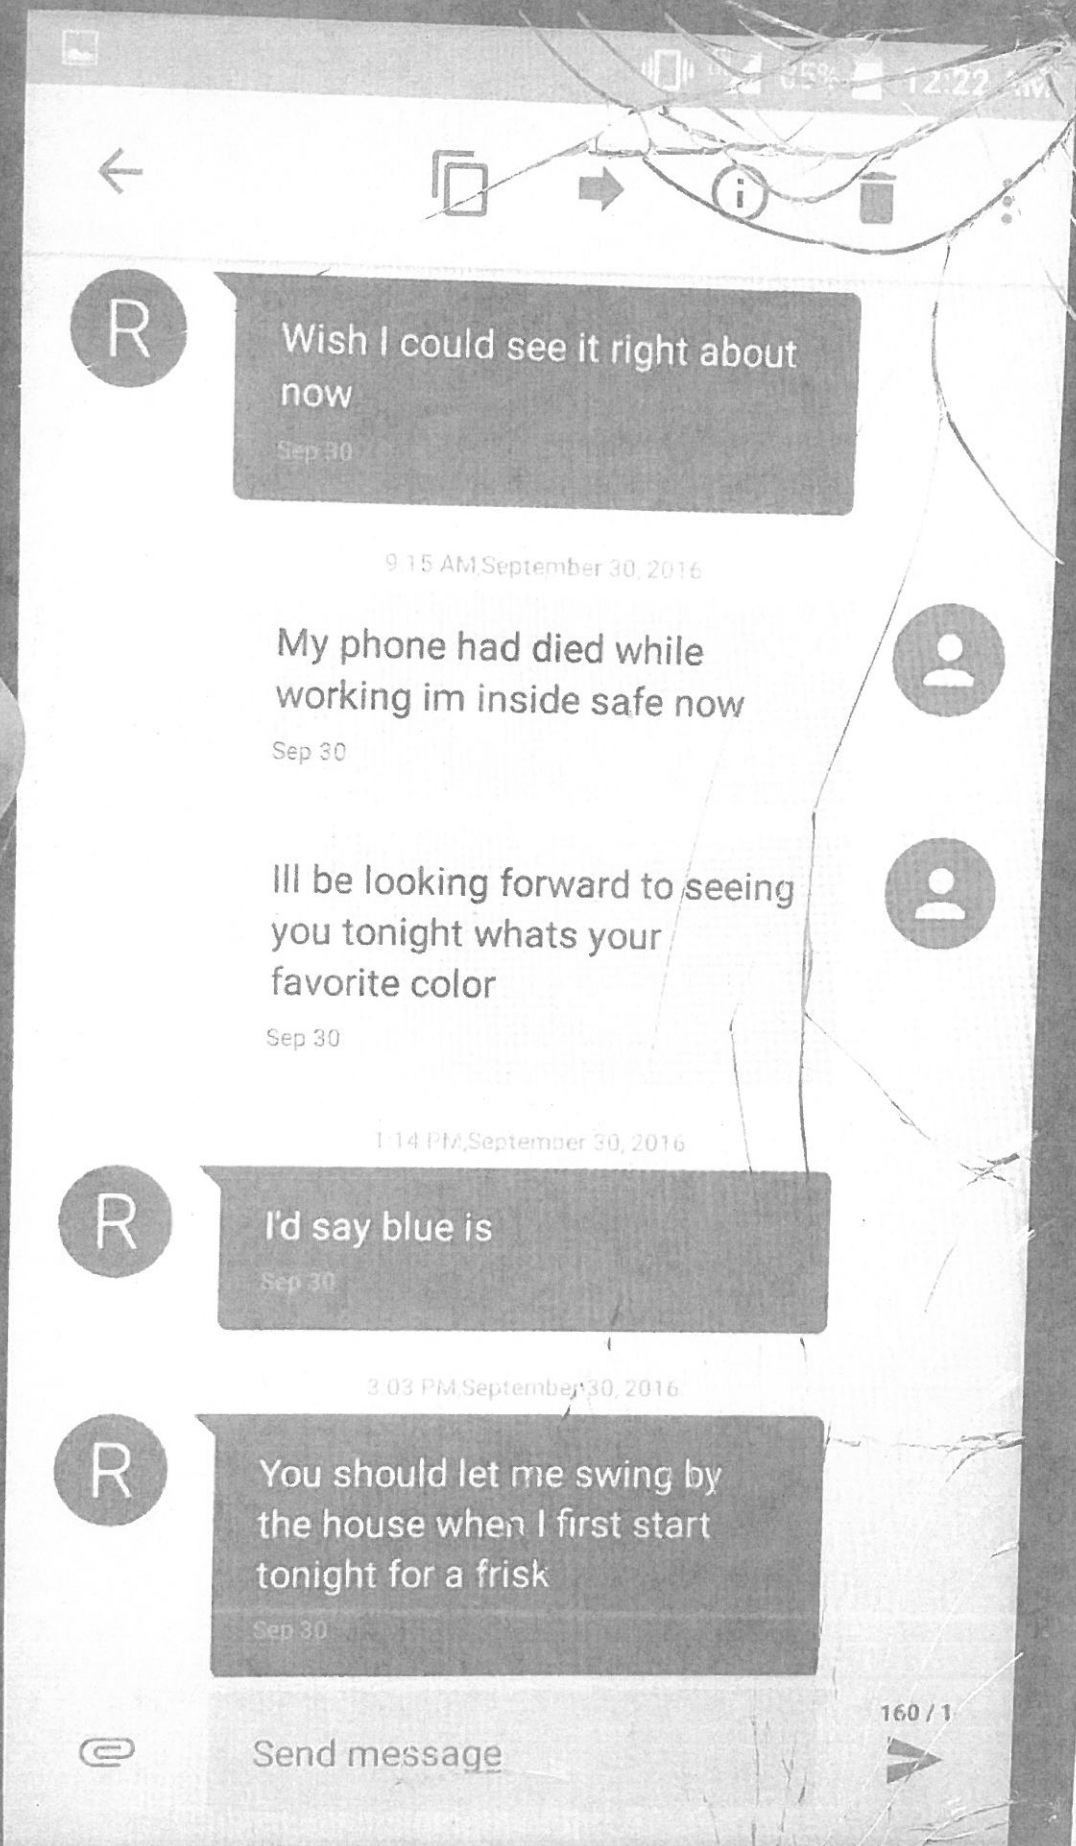 85% 12:22 AM
R
Wish I could see it right about
now
Sep 30
9:15 AM,September 30, 2016
My phone had died while
working im inside safe now
Sep 30
Ill be looking forward to seeing
you tonight whats your
favorite color
Sep 30
1:14 PM,September 30, 2016
R
I'd say blue is
Sep 30
3:03 PM,September 30, 2016
R
You should let me swing by
the house when I first start
tonight for a frisk
Sep 30
160 / 1
Send message